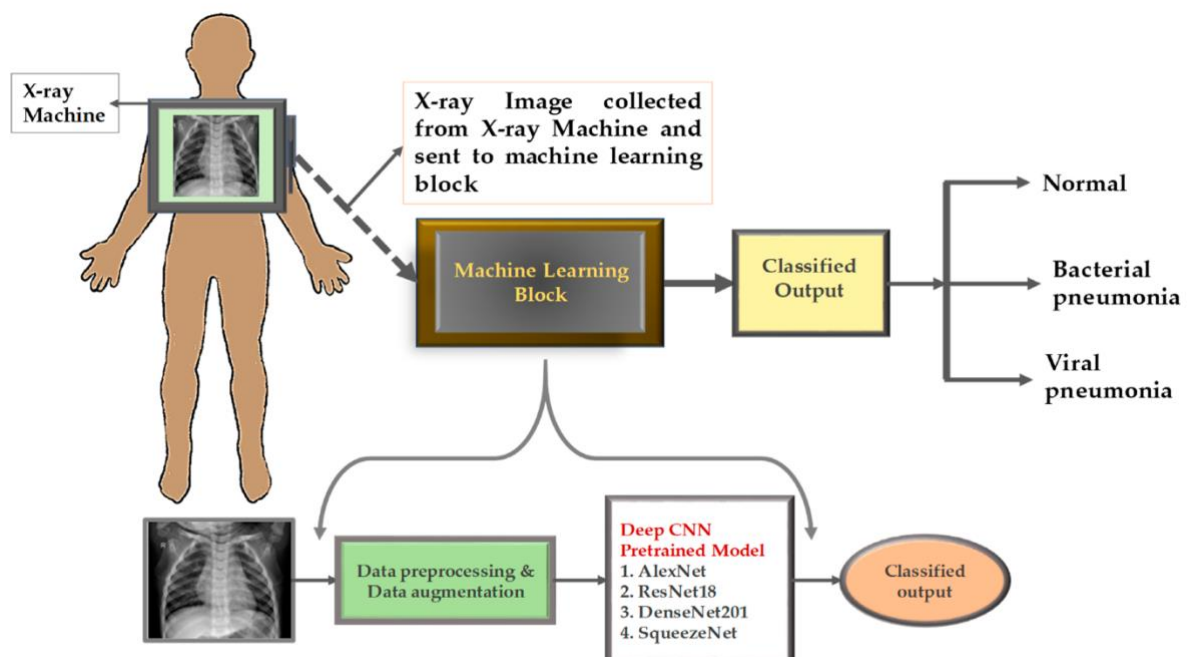 X-ray
Machine
X-ray Image collected
from X-ray Machine and
sent to machine learning
block
Machine Learning
Block
Classified
Output
Normal
Bacterial
pneumonia
Viral
pneumonia
Data preprocessing &
Data augmentation
Deep CNN
Pretrained Model
1. AlexNet
2. ResNet18
3. DenseNet201
4. SqueezeNet
Classified
output